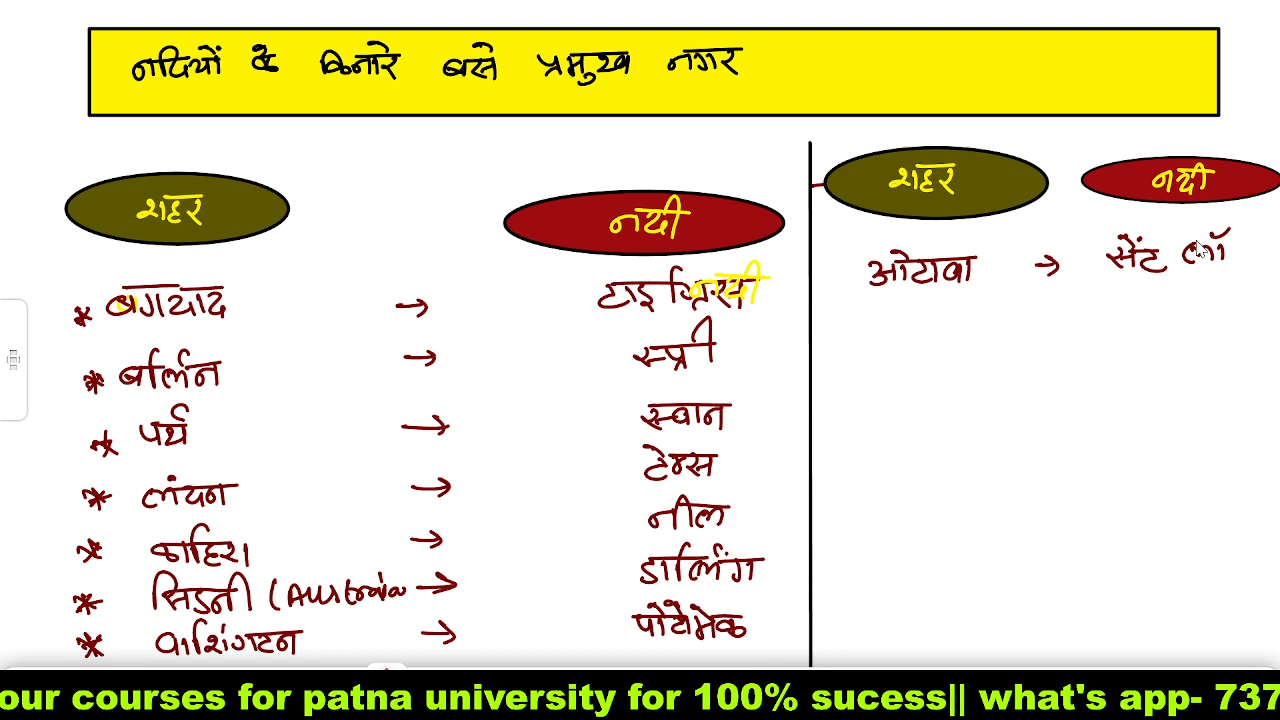 नदियों के किनारे बसे प्रमुख नगर
शहर नदी
* बगदाद → टाइग्रिस नदी
* बर्लिन → स्प्री
* पर्थ → स्वान
* लंदन → टेम्स
* काहिरा → नील
* सिडनी (Australia → डार्लिंग
* वाशिंगटन → पोटोमेक
शहर नदी
ओटावा → सेंट लॉ
our courses for patna university for 100% sucess|| what's app- 737